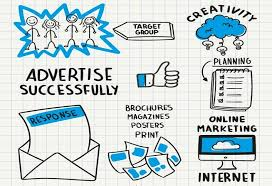 TARGET
GROUP
CREATIVITY
PLANNING
ADVERTISE
SUCCESSFULLY
RESPONSE
BROCHURES
MAGAZINES
POSTERS
PRINT
ONLINE
MARKETING
INTERNET